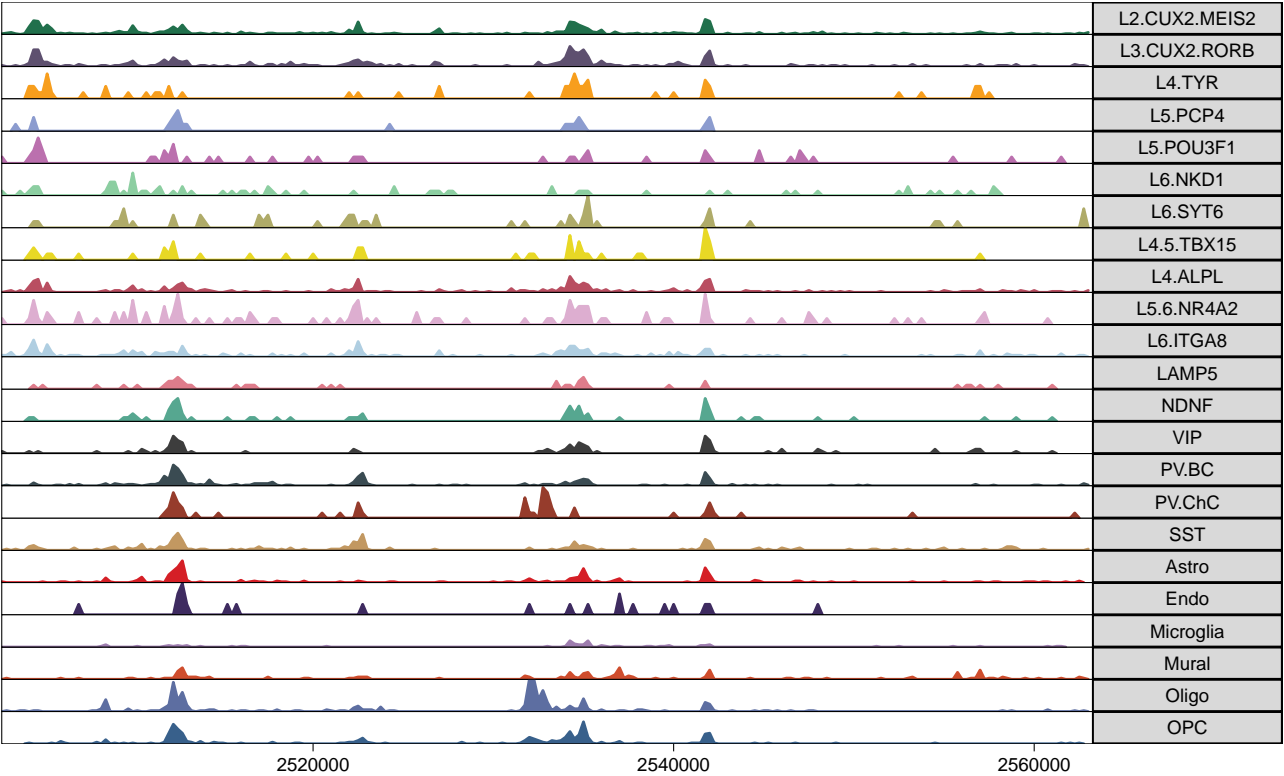 L2.CUX2.MEIS2
L3.CUX2.RORB
L4.TYR
L5.PCP4
L5.POU3F1
L6.NKD1
L6.SYT6
L4.5.TBX15
L4.ALPL
L5.6.NR4A2
L6.ITGA8
LAMP5
NDNF
VIP
PV.BC
PV.ChC
SST
Astro
Endo
Microglia
Mural
Oligo
OPC
2520000 2540000 2560000